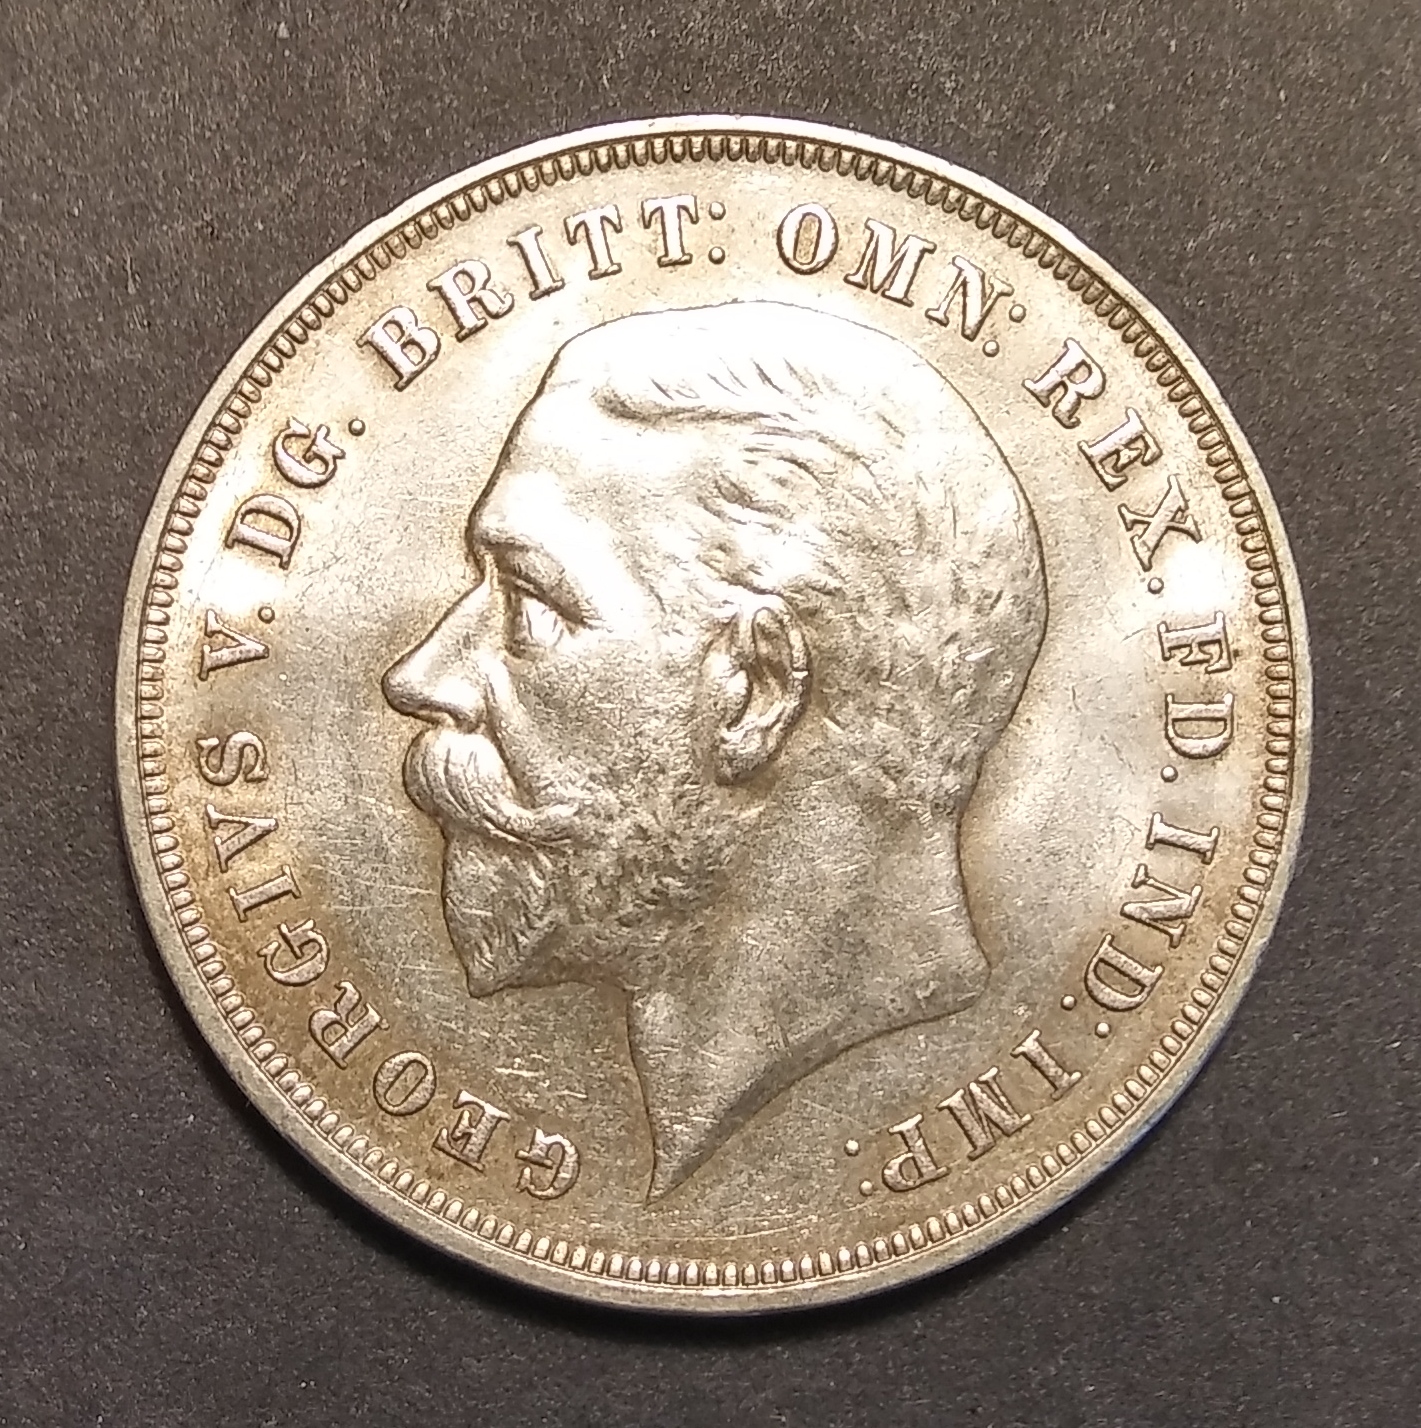 GEORGIVS V. DG. BRITT: OMN: REX. FD. IND: IMP: